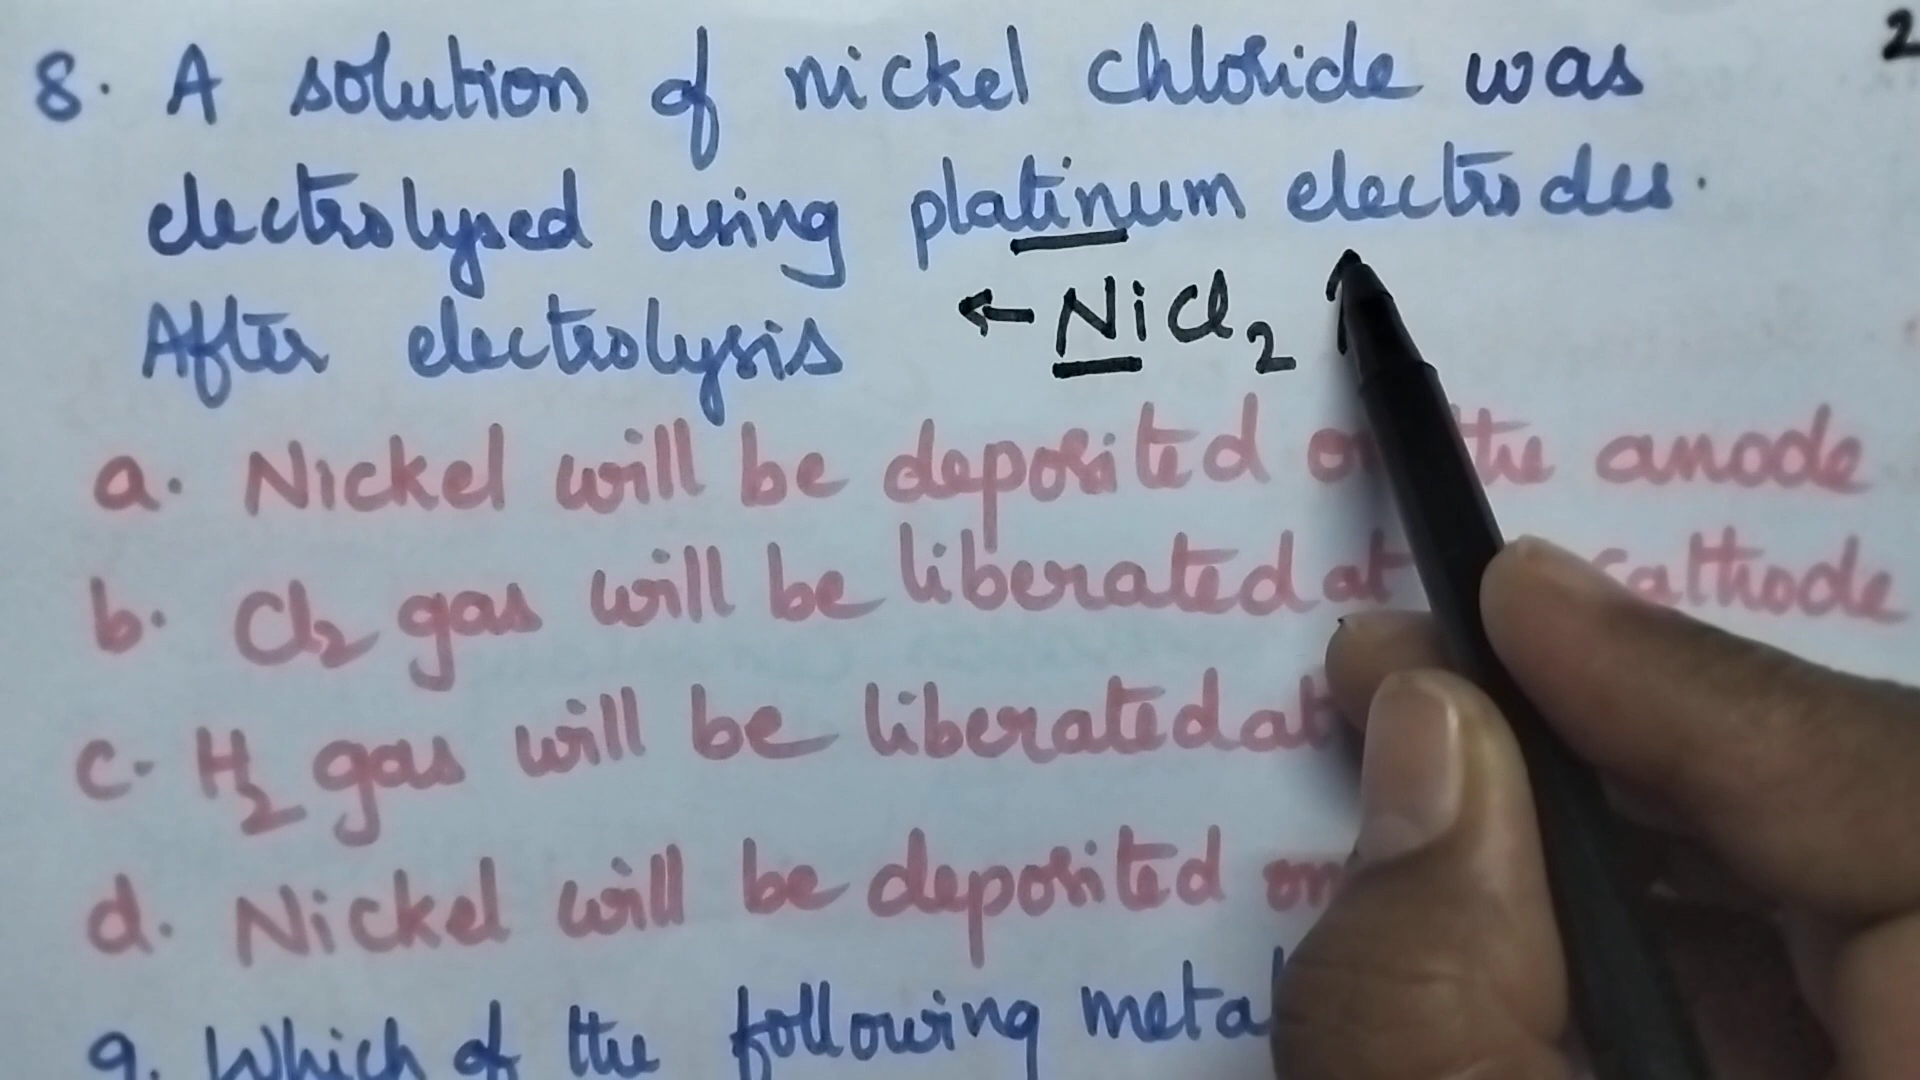 2
8. A solution of nickel chloride was
electrolysed using platinum electrodes.
After electrolysis ← NiCl2
a. Nickel will be deposited the anode
b. Cl2 gas will be liberated at cathode
c. H2 gas will be liberated at
d. Nickel will be deposited on
9. Which of the following